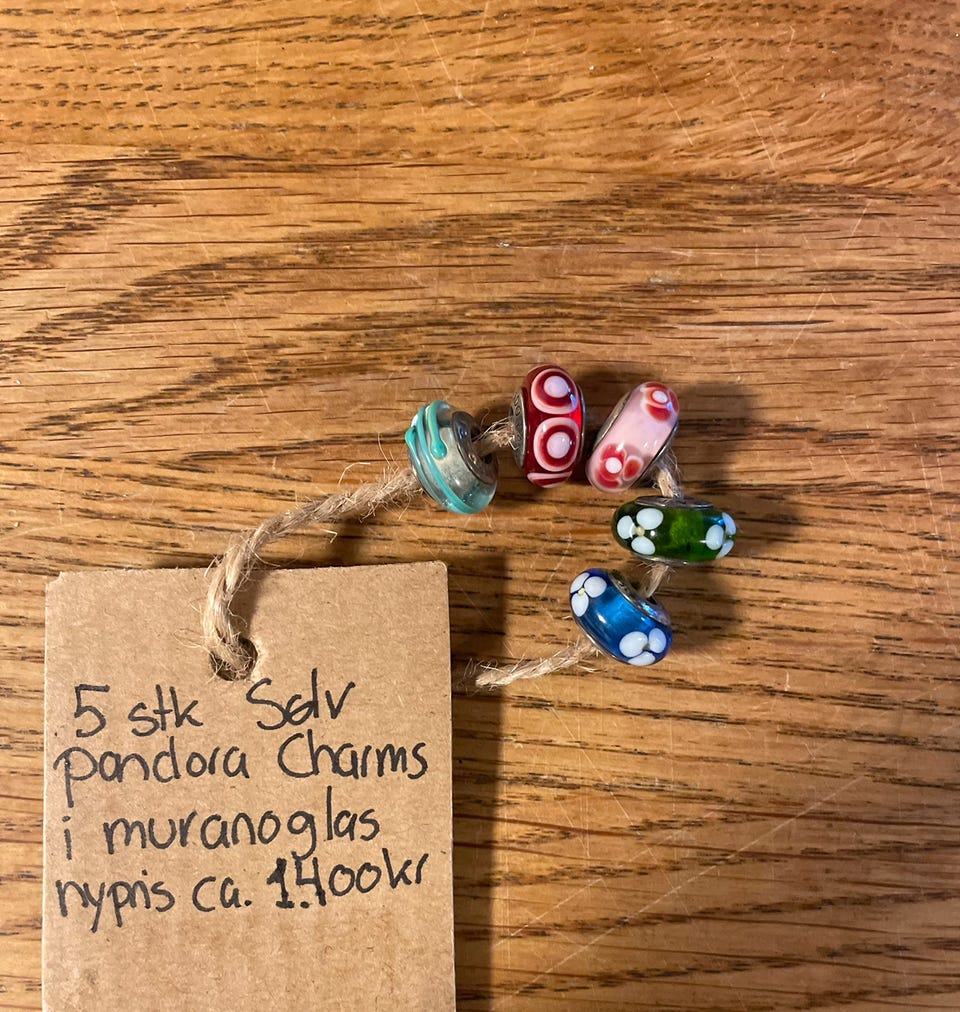 5 stk Sølv
pandora Charms
i muranoglas
nypris ca. 1.400kr